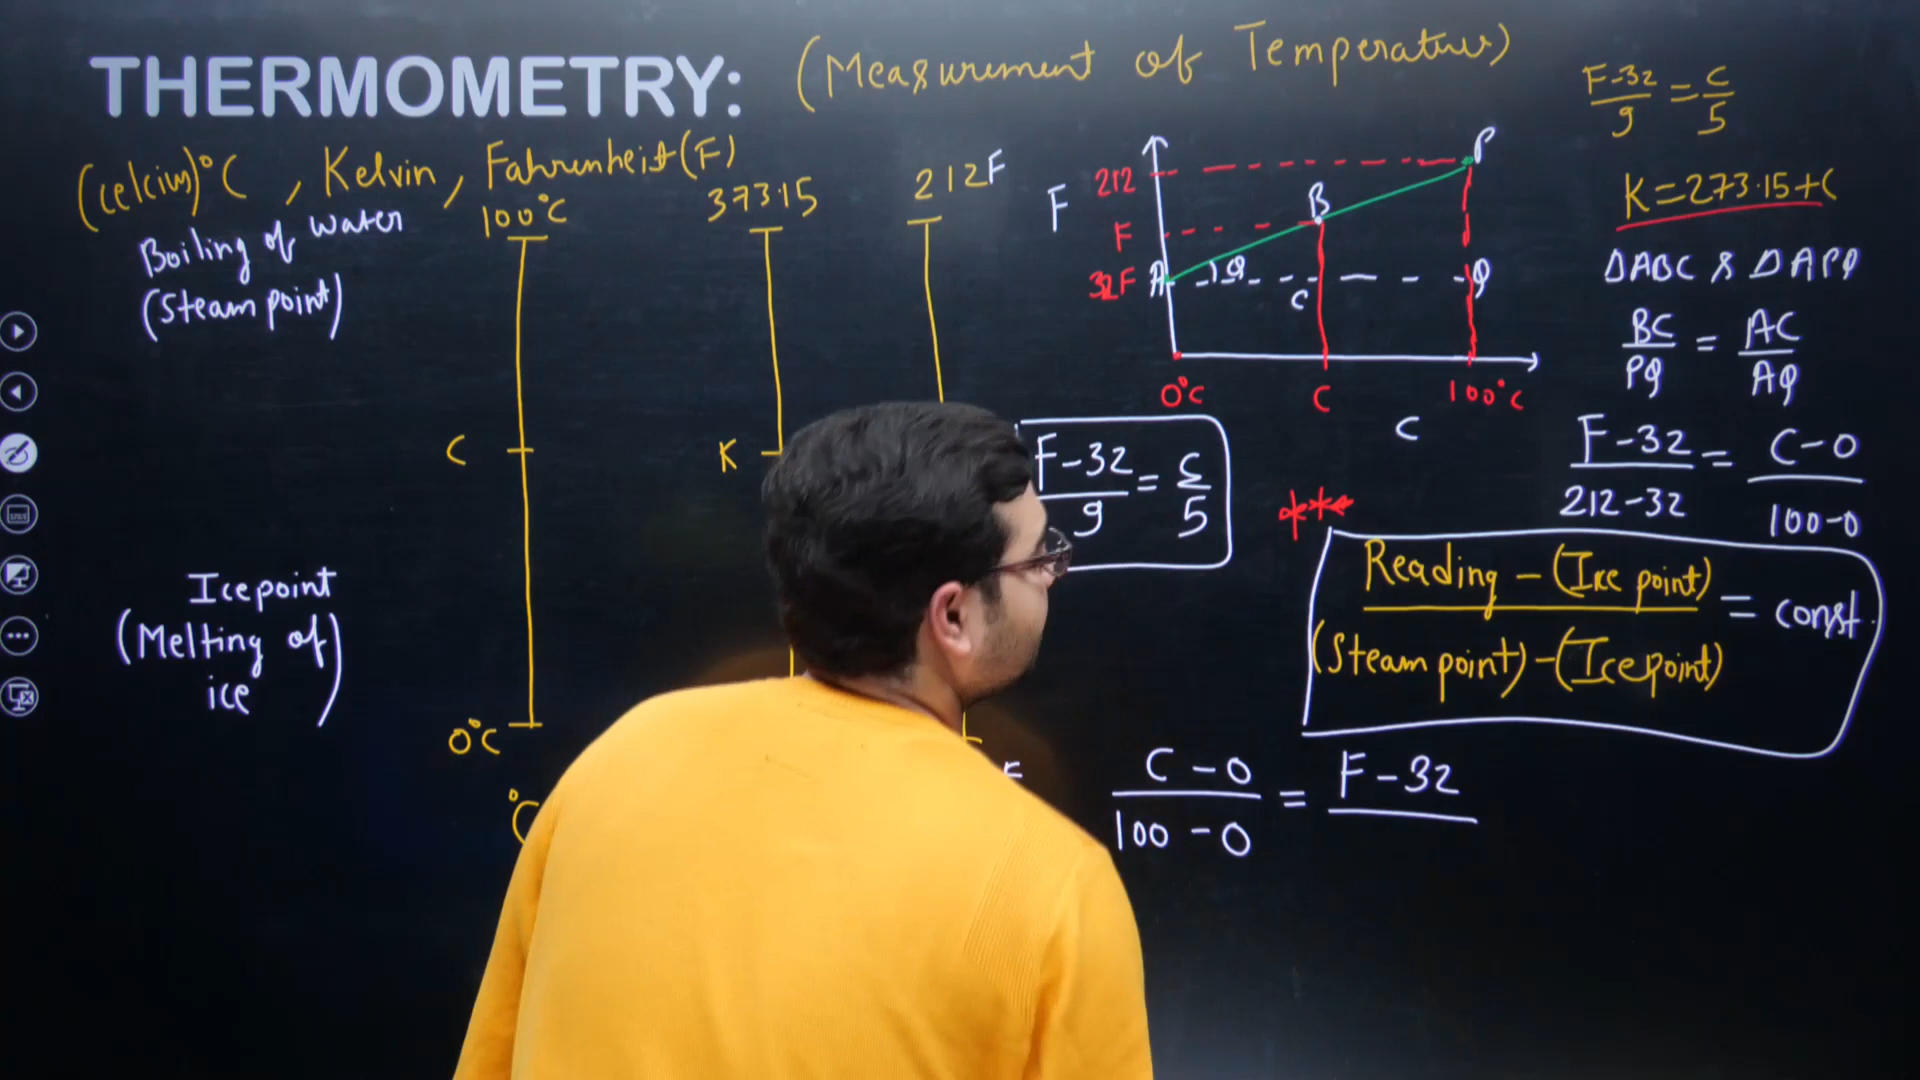 THERMOMETRY: (Measurement of Temperature)
(Celcius)°C , Kelvin, Fahrenheit(F)
100°C 373.15 212F
Boiling of water
(Steam point)
C K
Icepoint
(Melting of)
ice
0°C
°C
F
F
212
F
32F
A
B
P
Q
C
0°C C 100°C
C
F-32 = C
9 5
K=273.15+C
ΔABC & ΔAPQ
BC = AC
PQ AQ
F-32 = C-0
212-32 100-0
F-32 = C
9 5
***
Reading - (Ice point) = const.
(Steam point)-(Icepoint)
C-0 = F-32
100-0